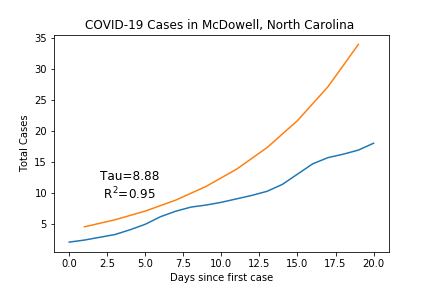 COVID-19 Cases in McDowell, North Carolina
Total Cases
35
30
25
20
15
10
5
Tau=8.88
R²=0.95
0.0 2.5 5.0 7.5 10.0 12.5 15.0 17.5 20.0
Days since first case